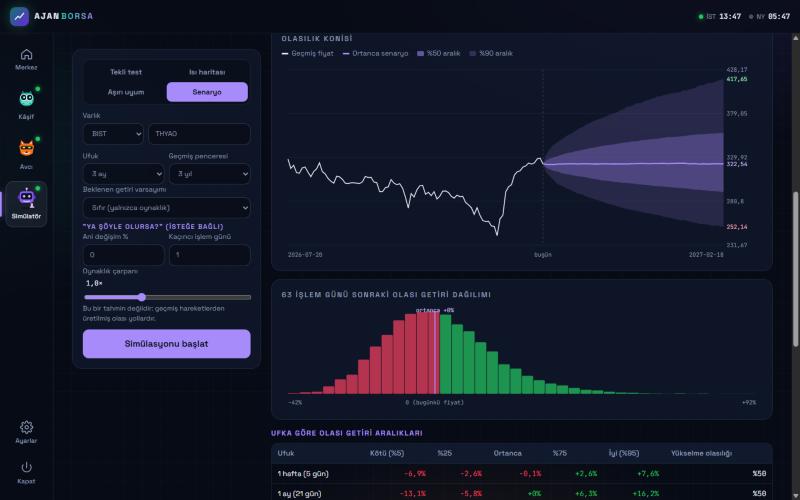 AJANBORSA
İST 13:47 NY 05:47
Merkez
Kâşif
Avcı
Simülatör
Ayarlar
Kapat
Tekli test
Isı haritası
Aşırı uyum
Senaryo
Varlık
BIST
THYAO
Ufuk
Geçmiş penceresi
3 ay
3 yıl
Beklenen getiri varsayımı
Sıfır (yalnızca oynaklık)
"YA ŞÖYLE OLURSA?" (İSTEĞE BAĞLI)
Ani değişim %
Kaçıncı işlem günü
0
1
Oynaklık çarpanı
1,0×
Bu bir tahmin değildir: geçmiş hareketlerden
üretilmiş olası yollardır.
Simülasyonu başlat
OLASILIK KONİSİ
Geçmiş fiyat
Ortanca senaryo
%50 aralık
%90 aralık
428,17
417,65
379,05
329,92
322,54
280,8
252,14
231,67
2026-07-20
bugün
2027-02-18
63 İŞLEM GÜNÜ SONRAKİ OLASI GETİRİ DAĞILIMI
ortanca +0%
-42%
0 (bugünkü fiyat)
+92%
UFKA GÖRE OLASI GETİRİ ARALIKLARI
Ufuk Kötü (%5) %25 Ortanca %75 İyi (%95) Yükselme olasılığı
1 hafta (5 gün) -6,9% -2,6% -0,1% +2,6% +7,6% %50
1 ay (21 gün) -13,1% -5,8% +0% +6,3% +16,2% %50